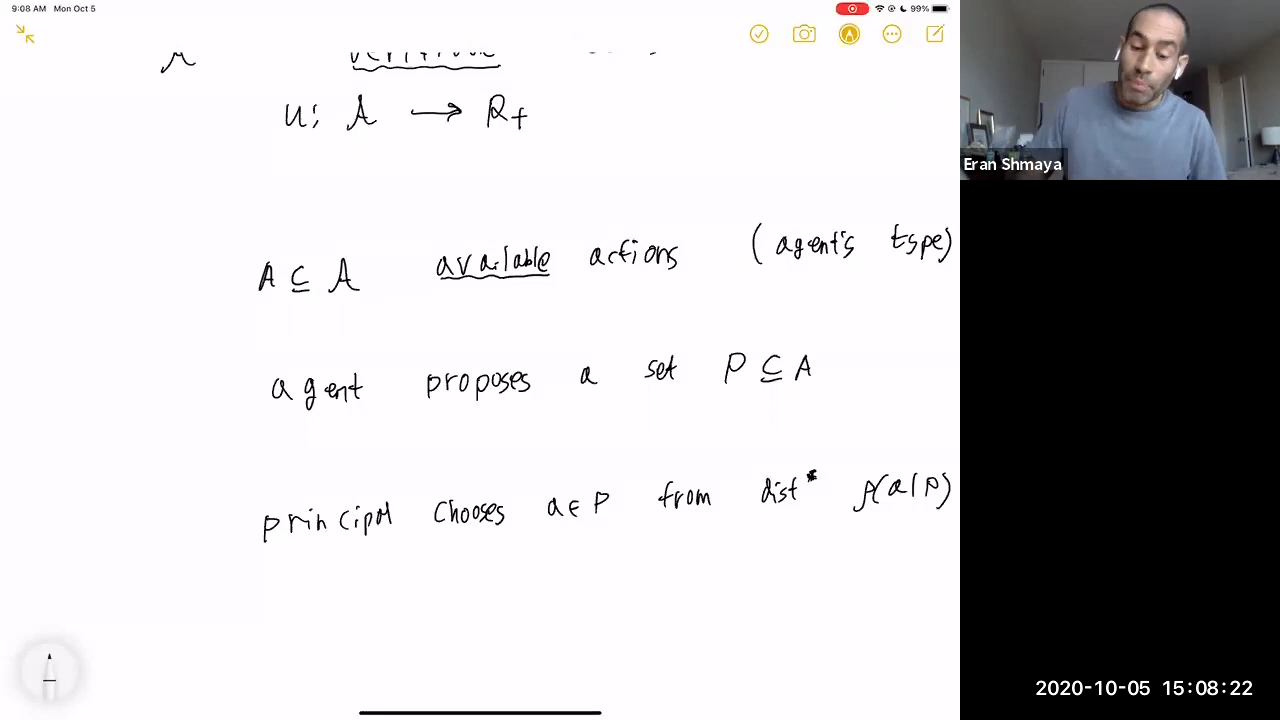 9:08 AM Mon Oct 5
99%
u: 𝒜 → R+
A ⊆ 𝒜 available actions (agent's type)
agent proposes a set P ⊆ A
principal chooses a ∈ P from dist
Eran Shmaya
2020-10-05 15:08:22